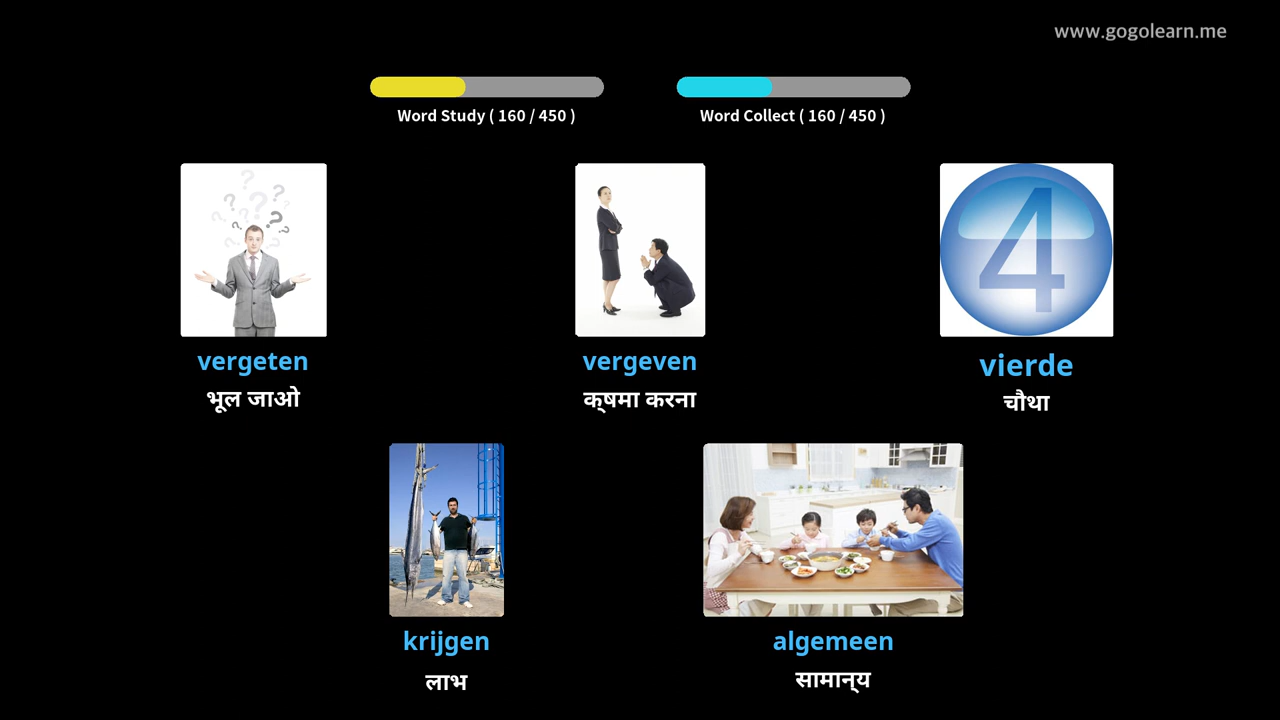 www.gogolearn.me
Word Study ( 160 / 450 )
Word Collect ( 160 / 450 )
4
vergeten
vergeven
vierde
भूल जाओ
क्षमा करना
चौथा
krijgen
algemeen
लाभ
सामान्य